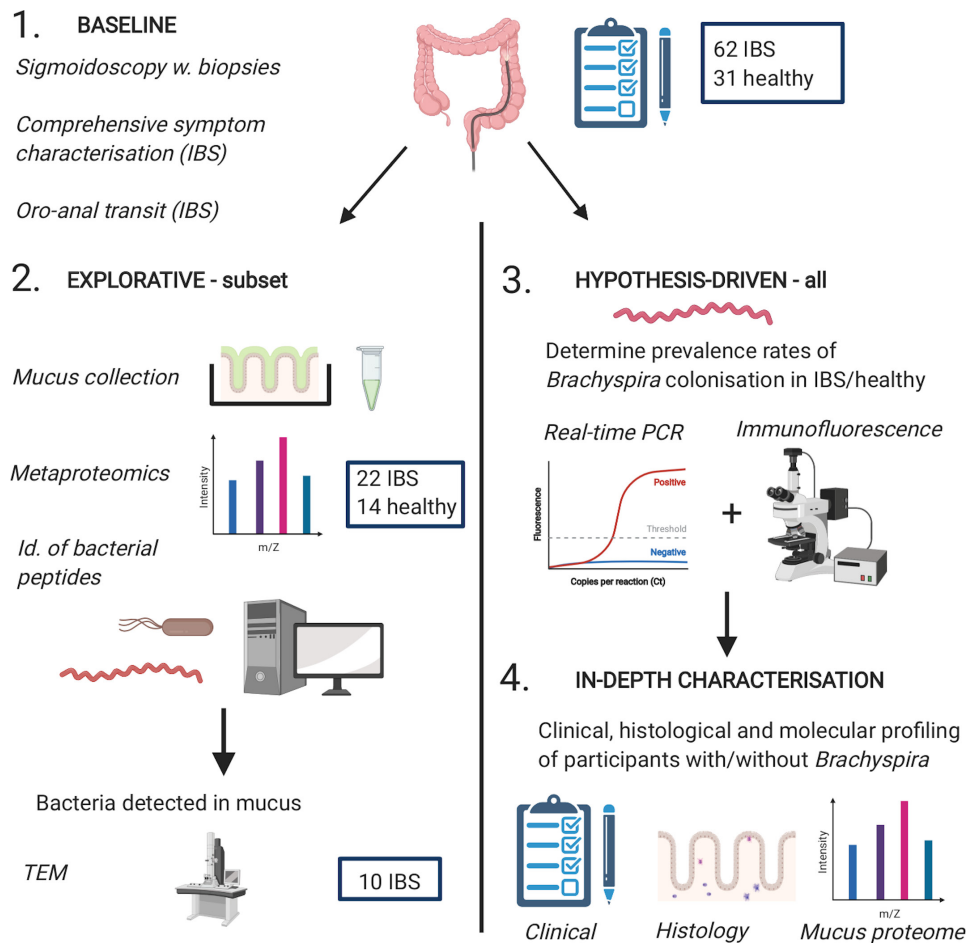 1. BASELINE
Sigmoidoscopy w. biopsies
Comprehensive symptom
characterisation (IBS)
Oro-anal transit (IBS)
62 IBS
31 healthy
2. EXPLORATIVE - subset
Mucus collection
Metaproteomics
Intensity
m/Z
22 IBS
14 healthy
Id. of bacterial
peptides
Bacteria detected in mucus
TEM
10 IBS
3. HYPOTHESIS-DRIVEN - all
Determine prevalence rates of
Brachyspira colonisation in IBS/healthy
Real-time PCR
Immunofluorescence
Fluorescence
Positive
Threshold
Negative
Copies per reaction (Ct)
+
4. IN-DEPTH CHARACTERISATION
Clinical, histological and molecular profiling
of participants with/without Brachyspira
Intensity
m/Z
Clinical
Histology
Mucus proteome